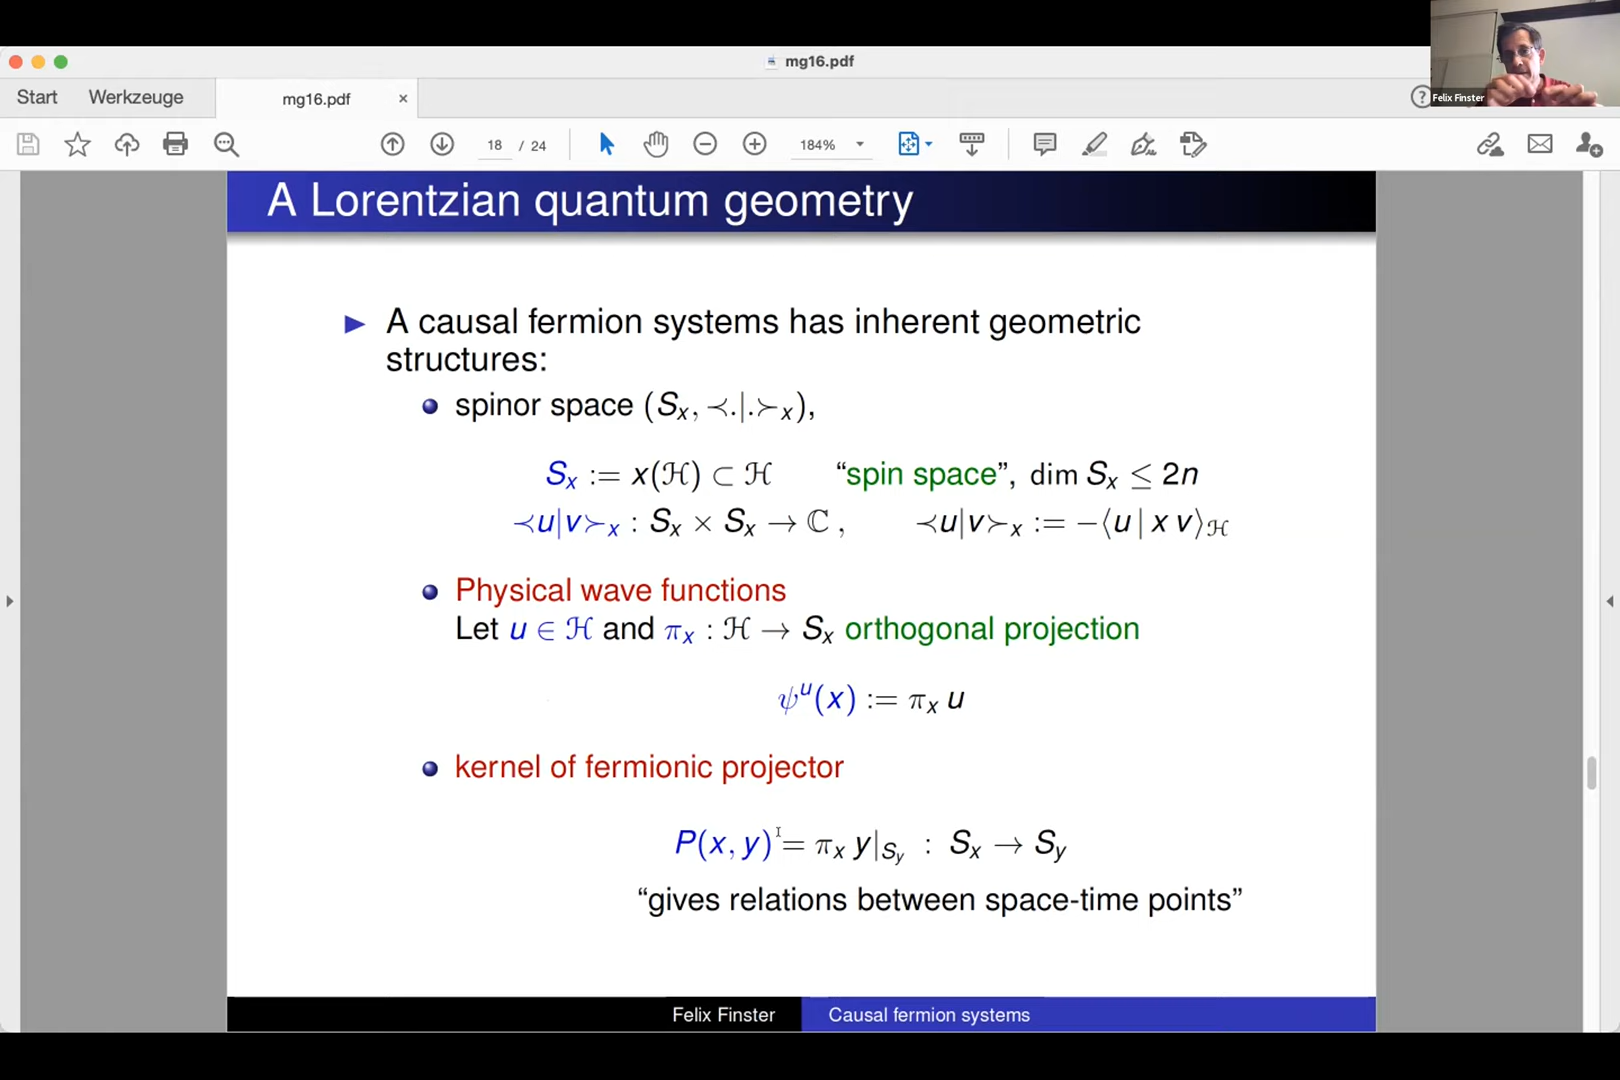 mg16.pdf
Felix Finster
Start Werkzeuge mg16.pdf ×
18 / 24 184%
A Lorentzian quantum geometry
▶ A causal fermion systems has inherent geometric
structures:
• spinor space (Sₓ, ≺.|.≻ₓ),
Sₓ := x(ℋ) ⊂ ℋ “spin space”, dim Sₓ ≤ 2n
≺u|v≻ₓ : Sₓ × Sₓ → ℂ , ≺u|v≻ₓ := −⟨u | x v⟩_ℋ
• Physical wave functions
Let u ∈ ℋ and πₓ : ℋ → Sₓ orthogonal projection
ψᵘ(x) := πₓ u
• kernel of fermionic projector
P(x, y) = πₓ y|_{S_y} : Sₓ → S_y
“gives relations between space-time points”
Felix Finster Causal fermion systems